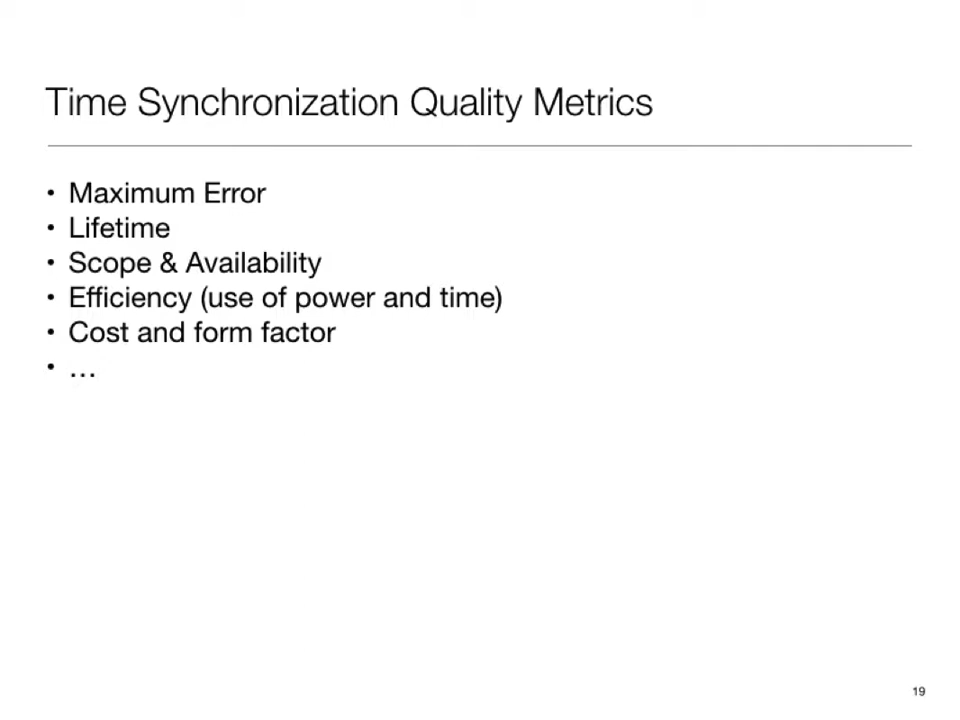 Time Synchronization Quality Metrics
• Maximum Error
• Lifetime
• Scope & Availability
• Efficiency (use of power and time)
• Cost and form factor
• …
19